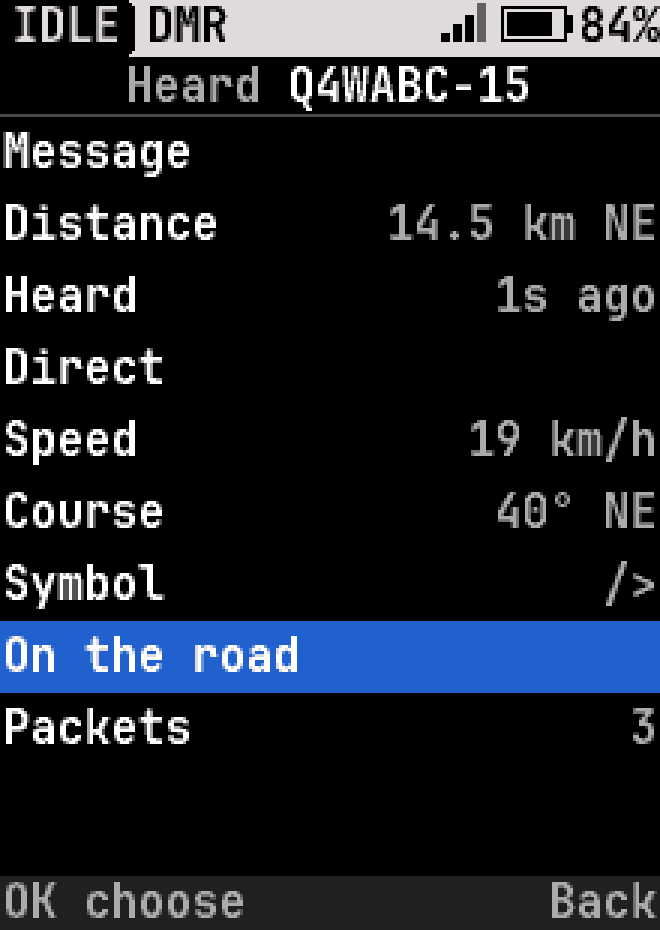 IDLE DMR 84%
Heard Q4WABC-15
Message
Distance 14.5 km NE
Heard 1s ago
Direct
Speed 19 km/h
Course 40° NE
Symbol />
On the road
Packets 3
OK choose Back